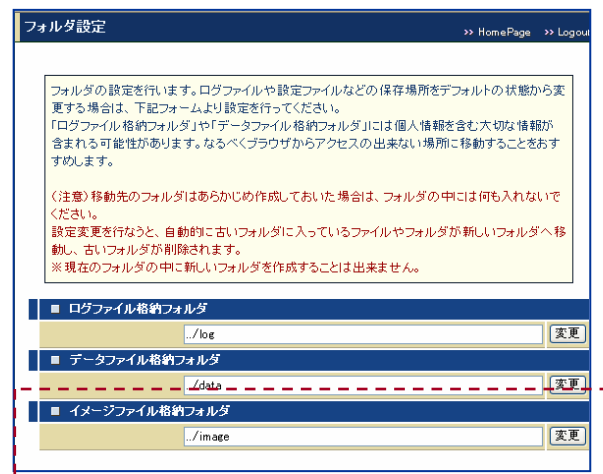 フォルダ設定
>> HomePage >> Logout
フォルダの設定を行います。ログファイルや設定ファイルなどの保存場所をデフォルトの状態から変
更する場合は、下記フォームより設定を行ってください。
「ログファイル格納フォルダ」や「データファイル格納フォルダ」には個人情報を含む大切な情報が
含まれる可能性があります。なるべくブラウザからアクセスの出来ない場所に移動することをおす
すめします。
(注意)移動先のフォルダはあらかじめ作成しておいた場合は、フォルダの中には何も入れないで
ください。
設定変更を行なうと、自動的に古いフォルダに入っているファイルやフォルダが新しいフォルダへ移
動し、古いフォルダが削除されます。
※現在のフォルダの中に新しいフォルダを作成することは出来ません。
■ ログファイル格納フォルダ
../log 変更
■ データファイル格納フォルダ
../data 変更
■ イメージファイル格納フォルダ
../image 変更